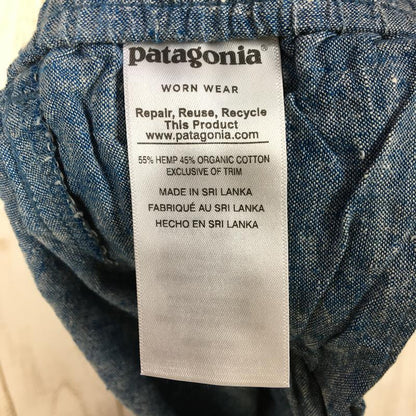 patagonia®
WORN WEAR
Repair, Reuse, Recycle
This Product
www.patagonia.com
55% HEMP 45% ORGANIC COTTON
EXCLUSIVE OF TRIM
MADE IN SRI LANKA
FABRIQUÉ AU SRI LANKA
HECHO EN SRI LANKA